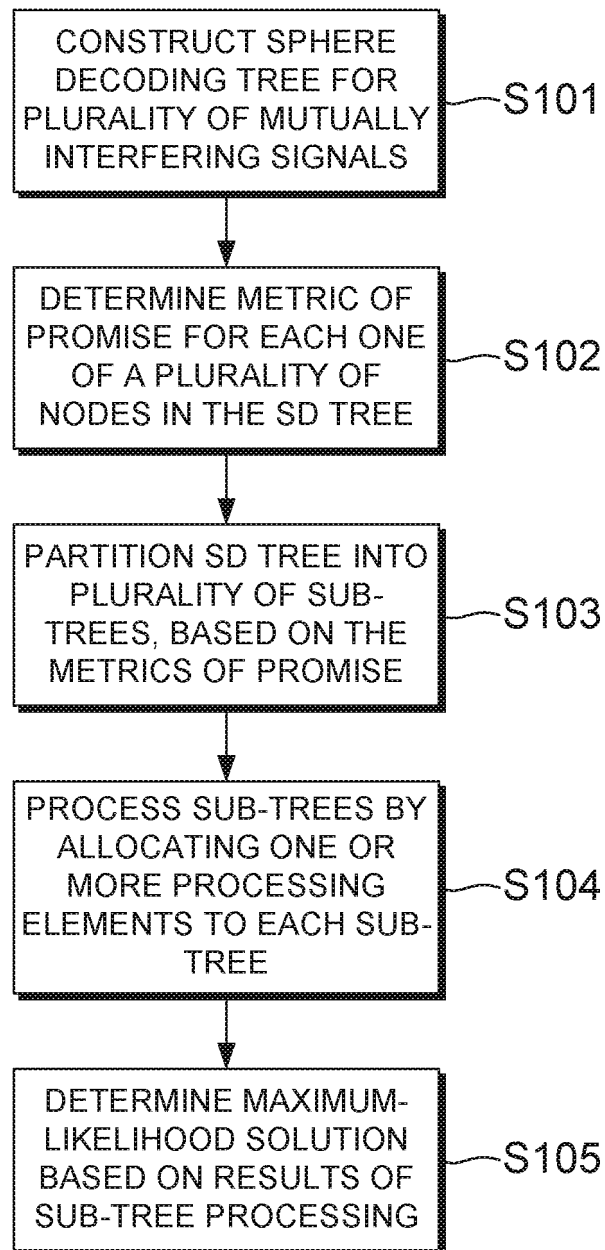 CONSTRUCT SPHERE
DECODING TREE FOR
PLURALITY OF MUTUALLY
INTERFERING SIGNALS
S101
DETERMINE METRIC OF
PROMISE FOR EACH ONE
OF A PLURALITY OF
NODES IN THE SD TREE
S102
PARTITION SD TREE INTO
PLURALITY OF SUB-
TREES, BASED ON THE
METRICS OF PROMISE
S103
PROCESS SUB-TREES BY
ALLOCATING ONE OR
MORE PROCESSING
ELEMENTS TO EACH SUB-
TREE
S104
DETERMINE MAXIMUM-
LIKELIHOOD SOLUTION
BASED ON RESULTS OF
SUB-TREE PROCESSING
S105